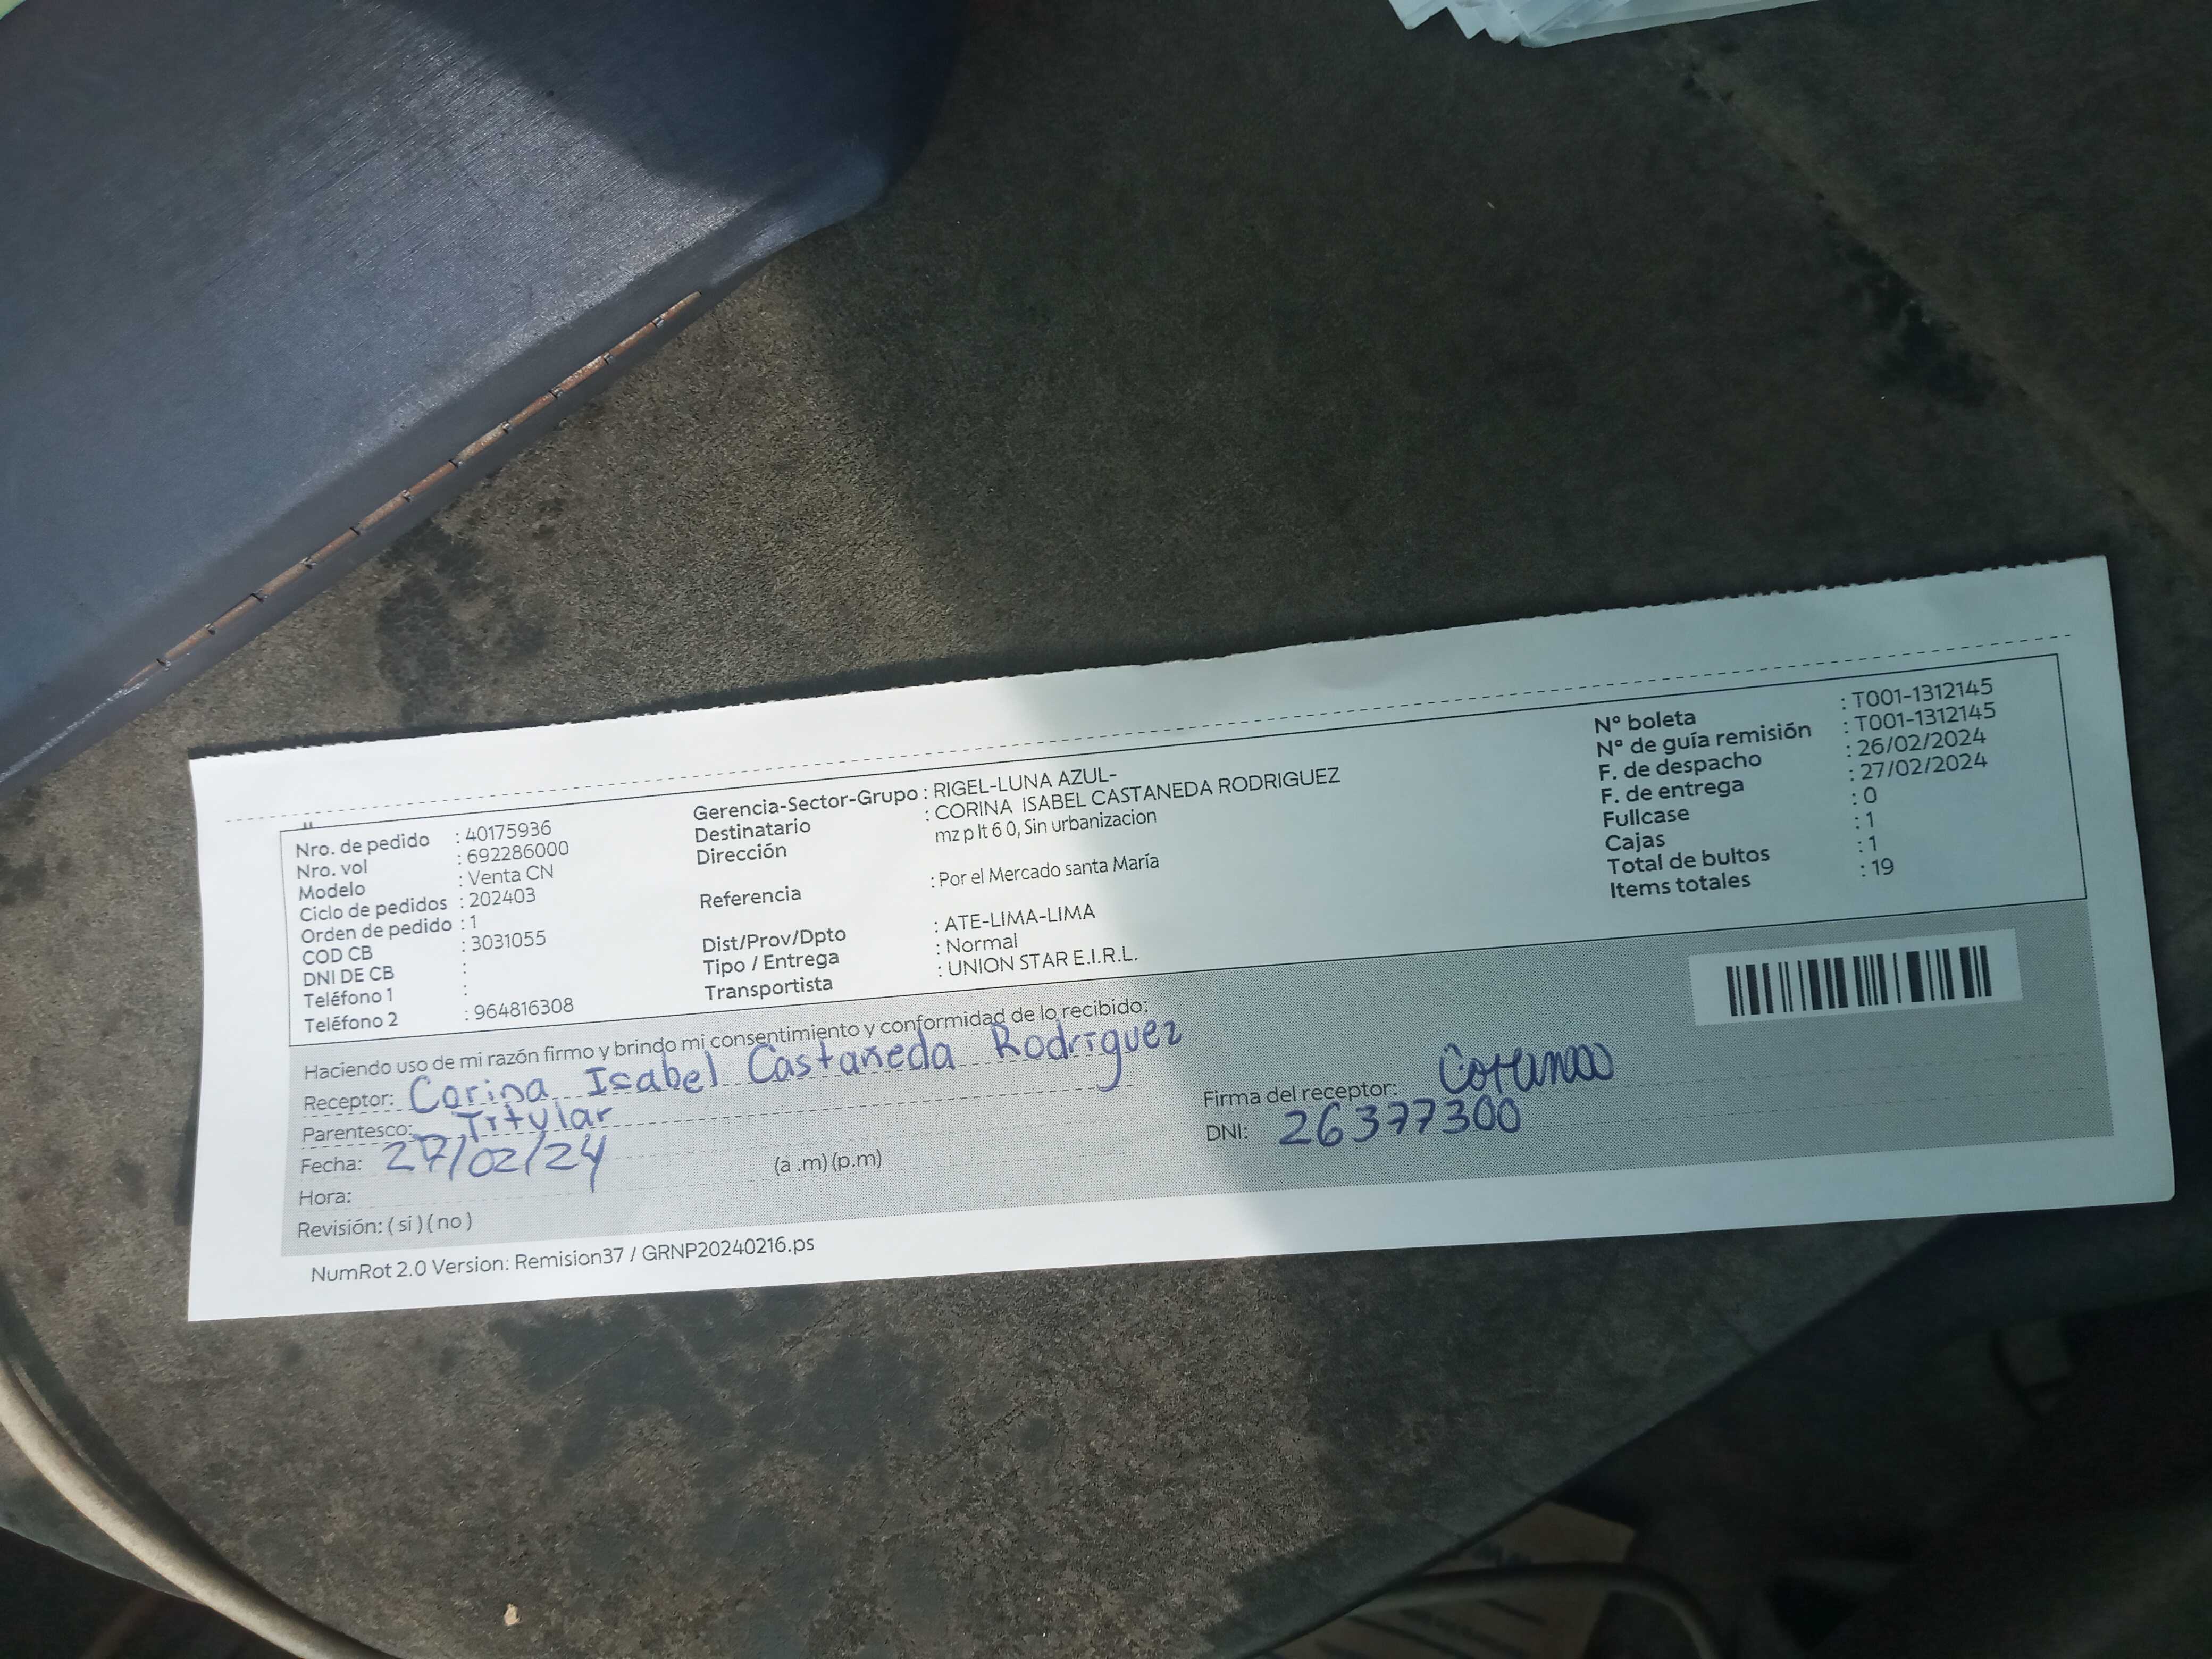 Nro. de pedido : 40175936
Nro. vol : 692286000
Modelo : Venta CN
Ciclo de pedidos : 202403
Orden de pedido : 1
COD CB : 3031055
DNI DE CB :
Teléfono 1 :
Teléfono 2 : 964816308
Gerencia-Sector-Grupo : RIGEL-LUNA AZUL-
Destinatario : CORINA ISABEL CASTANEDA RODRIGUEZ
Dirección mz p lt 6 0, Sin urbanizacion
Referencia : Por el Mercado santa María
Dist/Prov/Dpto : ATE-LIMA-LIMA
Tipo / Entrega : Normal
Transportista : UNION STAR E.I.R.L.
Nº boleta : T001-1312145
Nº de guía remisión : T001-1312145
F. de despacho : 26/02/2024
F. de entrega : 27/02/2024
Fullcase : 0
Cajas : 1
Total de bultos : 1
Items totales : 19
Haciendo uso de mi razón firmo y brindo mi consentimiento y conformidad de lo recibido:
Receptor: Corina Isabel Castañeda Rodriguez
Parentesco: Titular
Fecha: 27/02/24
Hora: (a .m) (p.m)
Revisión: ( si ) ( no )
Firma del receptor:
DNI: 26377300
NumRot 2.0 Version: Remision37 / GRNP20240216.ps